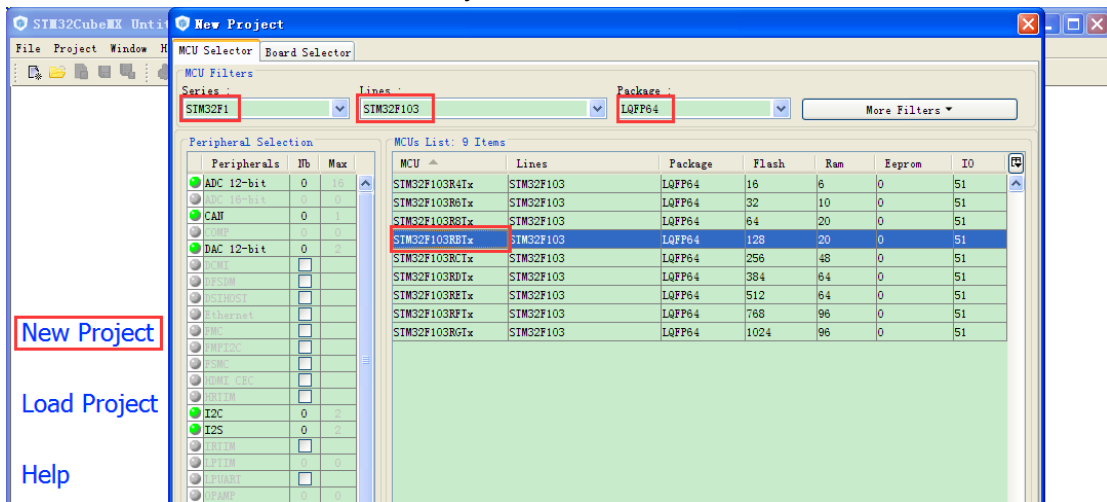 STM32CubeMX Untit
New Project
File Project Window H
MCU Selector Board Selector
MCU Filters
Series : Lines : Package :
STM32F1 STM32F103 LQFP64 More Filters
Peripheral Selection
Peripherals Nb Max
ADC 12-bit 0 16
ADC 16-bit 0 0
CAN 0 1
COMP 0 0
DAC 12-bit 0 2
DCMI
DFSDM
DSIHOST
Ethernet
FMC
FMPI2C
FSMC
HDMI CEC
HRTIM
I2C 0 2
I2S 0 2
IRTIM
LPTIM 0 0
LPUART
OPAMP 0 0
MCUs List: 9 Items
MCU Lines Package Flash Ram Eeprom IO
STM32F103R4Tx STM32F103 LQFP64 16 6 0 51
STM32F103R6Tx STM32F103 LQFP64 32 10 0 51
STM32F103R8Tx STM32F103 LQFP64 64 20 0 51
STM32F103RBTx STM32F103 LQFP64 128 20 0 51
STM32F103RCTx STM32F103 LQFP64 256 48 0 51
STM32F103RDTx STM32F103 LQFP64 384 64 0 51
STM32F103RETx STM32F103 LQFP64 512 64 0 51
STM32F103RFTx STM32F103 LQFP64 768 96 0 51
STM32F103RGTx STM32F103 LQFP64 1024 96 0 51
New Project
Load Project
Help